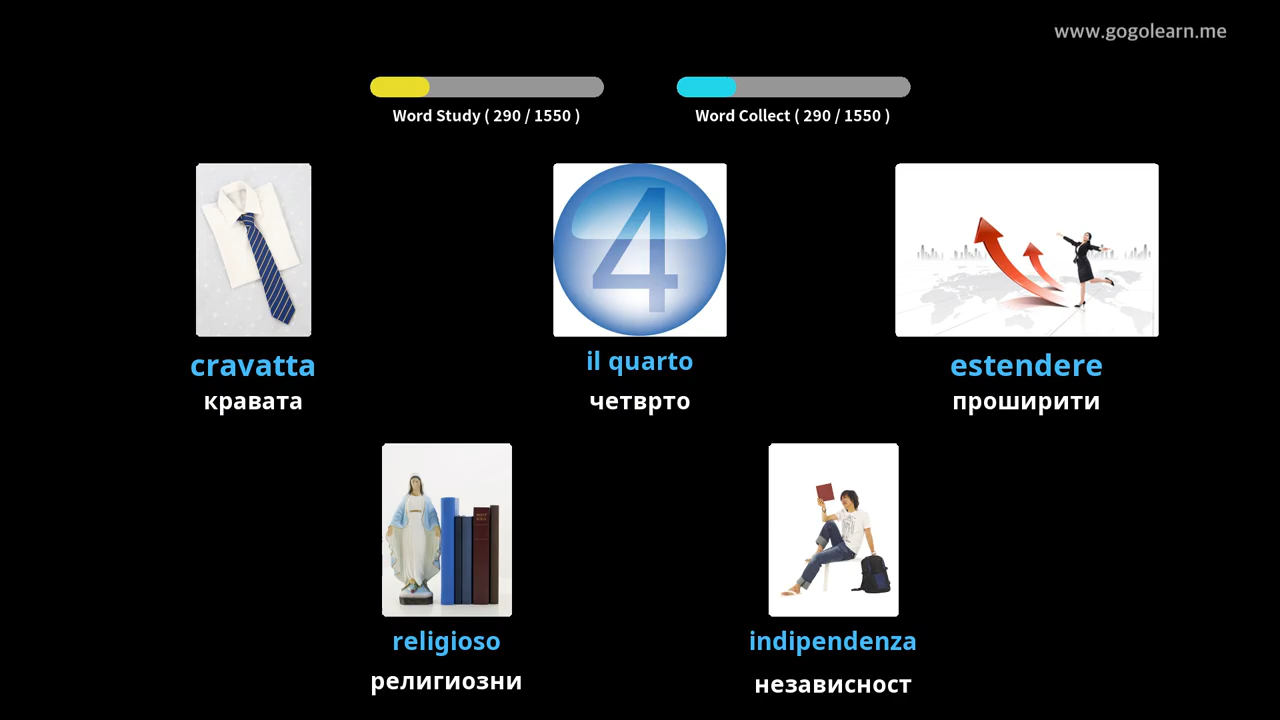 www.gogolearn.me
Word Study ( 290 / 1550 )
Word Collect ( 290 / 1550 )
4
cravatta
кравата
il quarto
четврто
estendere
проширити
religioso
религиозни
indipendenza
независност